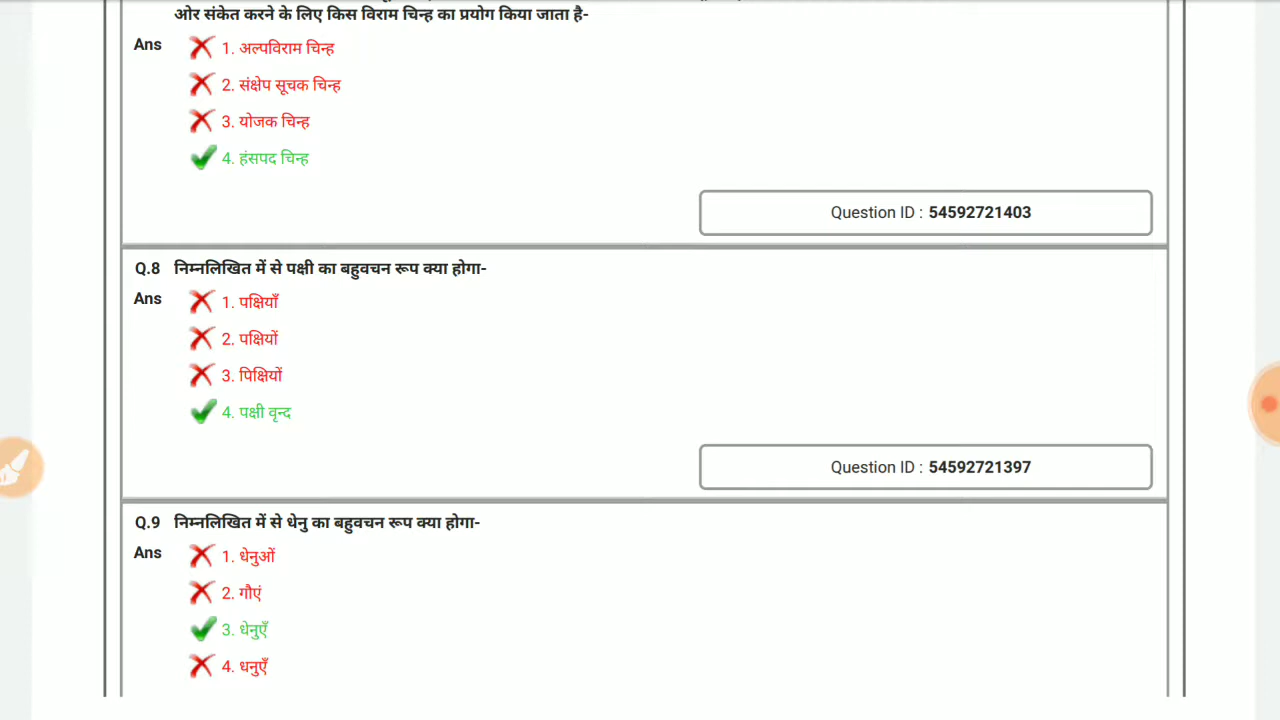 ओर संकेत करने के लिए किस विराम चिन्ह का प्रयोग किया जाता है-
Ans 1. अल्पविराम चिन्ह
2. संक्षेप सूचक चिन्ह
3. योजक चिन्ह
4. हंसपद चिन्ह
Question ID : 54592721403
Q.8 निम्नलिखित में से पक्षी का बहुवचन रूप क्या होगा-
Ans 1. पक्षियाँ
2. पक्षियों
3. पिक्षियों
4. पक्षी वृन्द
Question ID : 54592721397
Q.9 निम्नलिखित में से धेनु का बहुवचन रूप क्या होगा-
Ans 1. धेनुओं
2. गौएं
3. धेनुएँ
4. धनुएँ